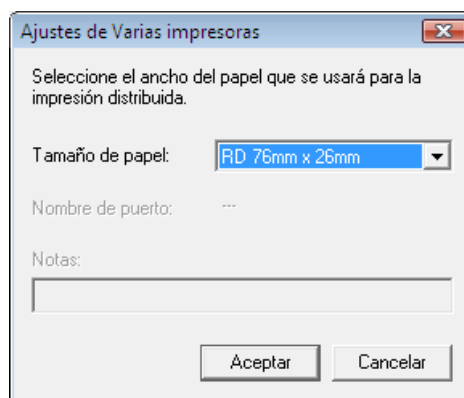 Ajustes de Varias impresoras
Seleccione el ancho del papel que se usará para la
impresión distribuida.
Tamaño de papel: RD 76mm x 26mm
Nombre de puerto: ---
Notas:
Aceptar Cancelar